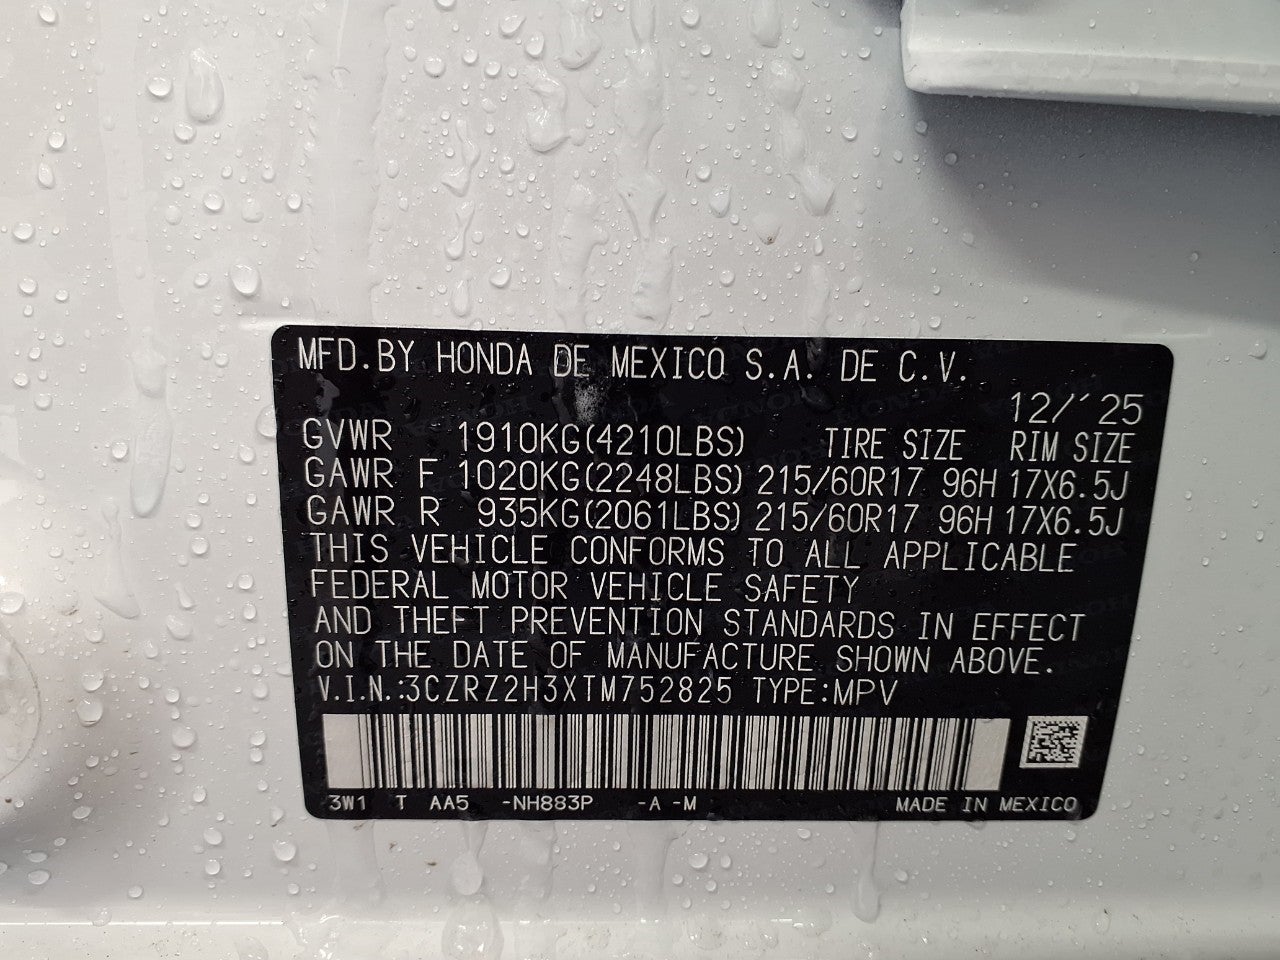 MFD.BY HONDA DE MEXICO S.A. DE C.V.
12/´25
GVWR 1910KG(4210LBS) TIRE SIZE RIM SIZE
GAWR F 1020KG(2248LBS) 215/60R17 96H 17X6.5J
GAWR R 935KG(2061LBS) 215/60R17 96H 17X6.5J
THIS VEHICLE CONFORMS TO ALL APPLICABLE
FEDERAL MOTOR VEHICLE SAFETY
AND THEFT PREVENTION STANDARDS IN EFFECT
ON THE DATE OF MANUFACTURE SHOWN ABOVE.
V.I.N.:3CZRZ2H3XTM752825 TYPE:MPV
3W1 T AA5 -NH883P -A -M MADE IN MEXICO